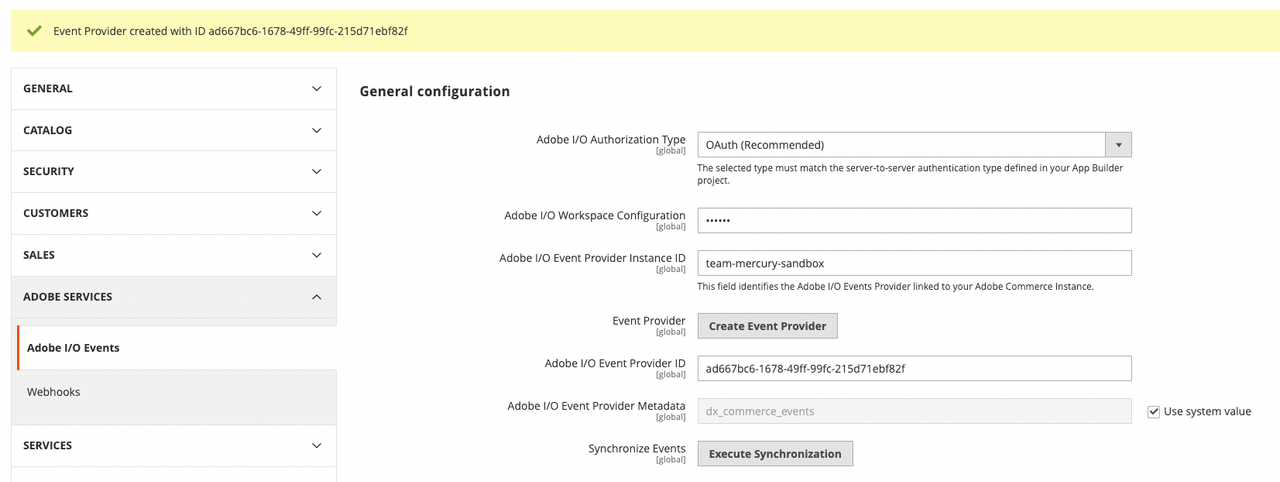 Event Provider created with ID ad667bc6-1678-49ff-99fc-215d71ebf82f
GENERAL
CATALOG
SECURITY
CUSTOMERS
SALES
ADOBE SERVICES
Adobe I/O Events
Webhooks
SERVICES
General configuration
Adobe I/O Authorization Type
[global]
OAuth (Recommended)
The selected type must match the server-to-server authentication type defined in your App Builder
project.
Adobe I/O Workspace Configuration
[global]
••••••
Adobe I/O Event Provider Instance ID
[global]
team-mercury-sandbox
This field identifies the Adobe I/O Events Provider linked to your Adobe Commerce Instance.
Event Provider
[global]
Create Event Provider
Adobe I/O Event Provider ID
[global]
ad667bc6-1678-49ff-99fc-215d71ebf82f
Adobe I/O Event Provider Metadata
[global]
dx_commerce_events
Use system value
Synchronize Events
[global]
Execute Synchronization